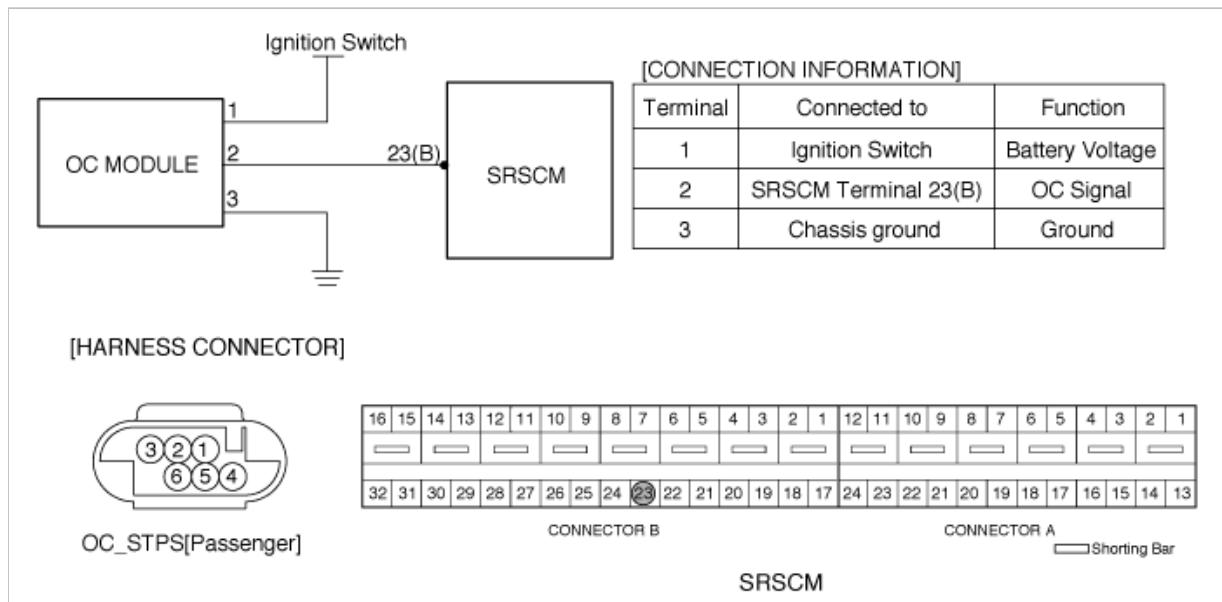 Ignition Switch
[CONNECTION INFORMATION]
Terminal Connected to Function
1 Ignition Switch Battery Voltage
2 SRSCM Terminal 23(B) OC Signal
3 Chassis ground Ground
OC MODULE
1
2
3
23(B)
SRSCM
[HARNESS CONNECTOR]
3 2 1
6 5 4
OC_STPS[Passenger]
16 15 14 13 12 11 10 9 8 7 6 5 4 3 2 1 12 11 10 9 8 7 6 5 4 3 2 1
32 31 30 29 28 27 26 25 24 23 22 21 20 19 18 17 24 23 22 21 20 19 18 17 16 15 14 13
CONNECTOR B CONNECTOR A
Shorting Bar
SRSCM